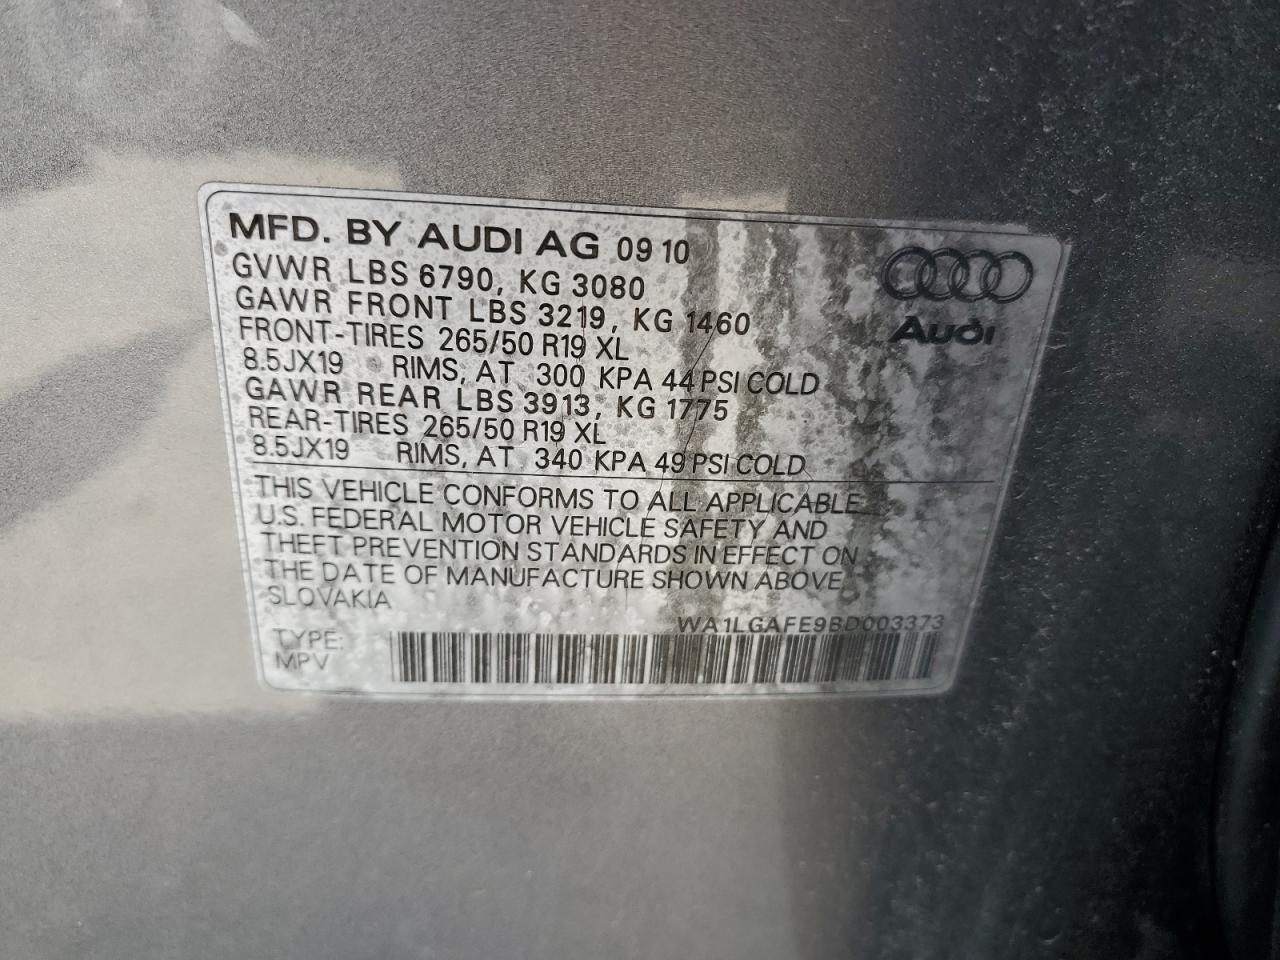 MFD. BY AUDI AG 09 10
GVWR LBS 6790, KG 3080
GAWR FRONT LBS 3219, KG 1460
FRONT-TIRES 265/50 R19 XL
8.5JX19 RIMS, AT 300 KPA 44 PSI COLD
GAWR REAR LBS 3913, KG 1775
REAR-TIRES 265/50 R19 XL
8.5JX19 RIMS, AT 340 KPA 49 PSI COLD
Audi
THIS VEHICLE CONFORMS TO ALL APPLICABLE
U.S. FEDERAL MOTOR VEHICLE SAFETY AND
THEFT PREVENTION STANDARDS IN EFFECT ON
THE DATE OF MANUFACTURE SHOWN ABOVE
SLOVAKIA
WA1LGAFE9BD003373
TYPE:
MPV